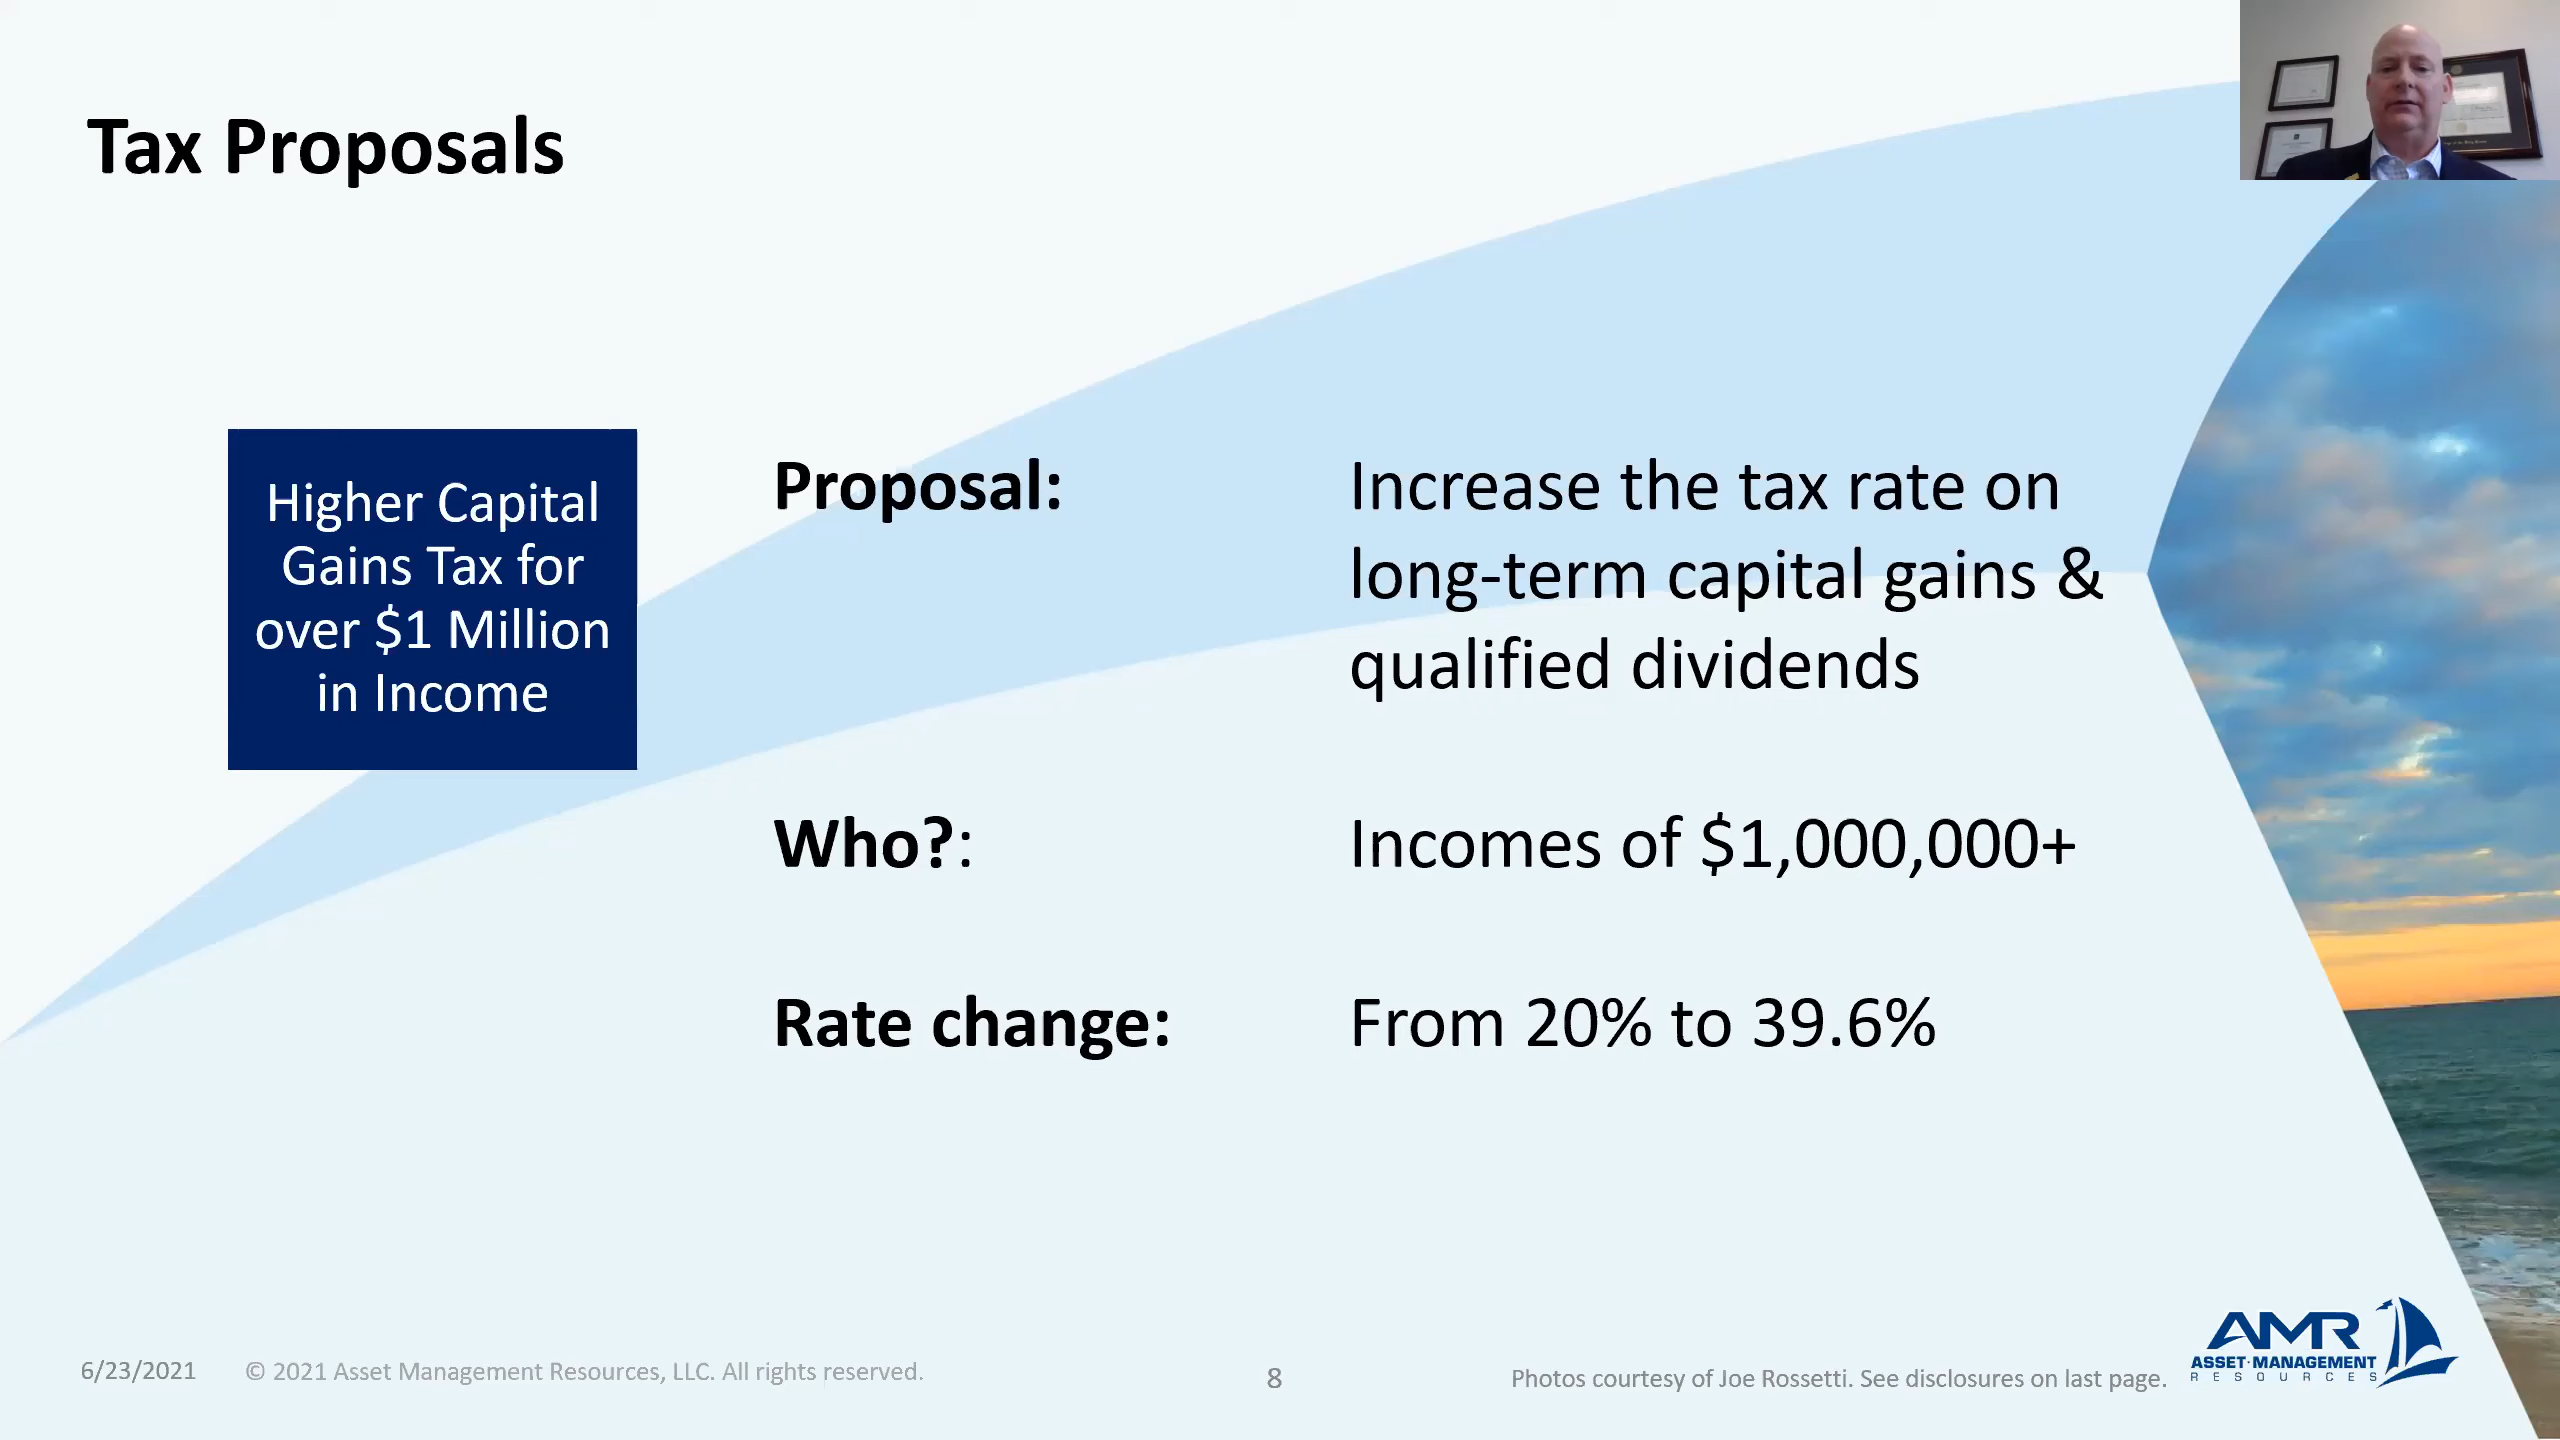 Tax Proposals
Higher Capital
Gains Tax for
over $1 Million
in Income
Proposal:
Increase the tax rate on
long-term capital gains &
qualified dividends
Who?:
Incomes of $1,000,000+
Rate change:
From 20% to 39.6%
6/23/2021
© 2021 Asset Management Resources, LLC. All rights reserved.
8
Photos courtesy of Joe Rossetti. See disclosures on last page.
AMR
ASSET·MANAGEMENT
RESOURCES